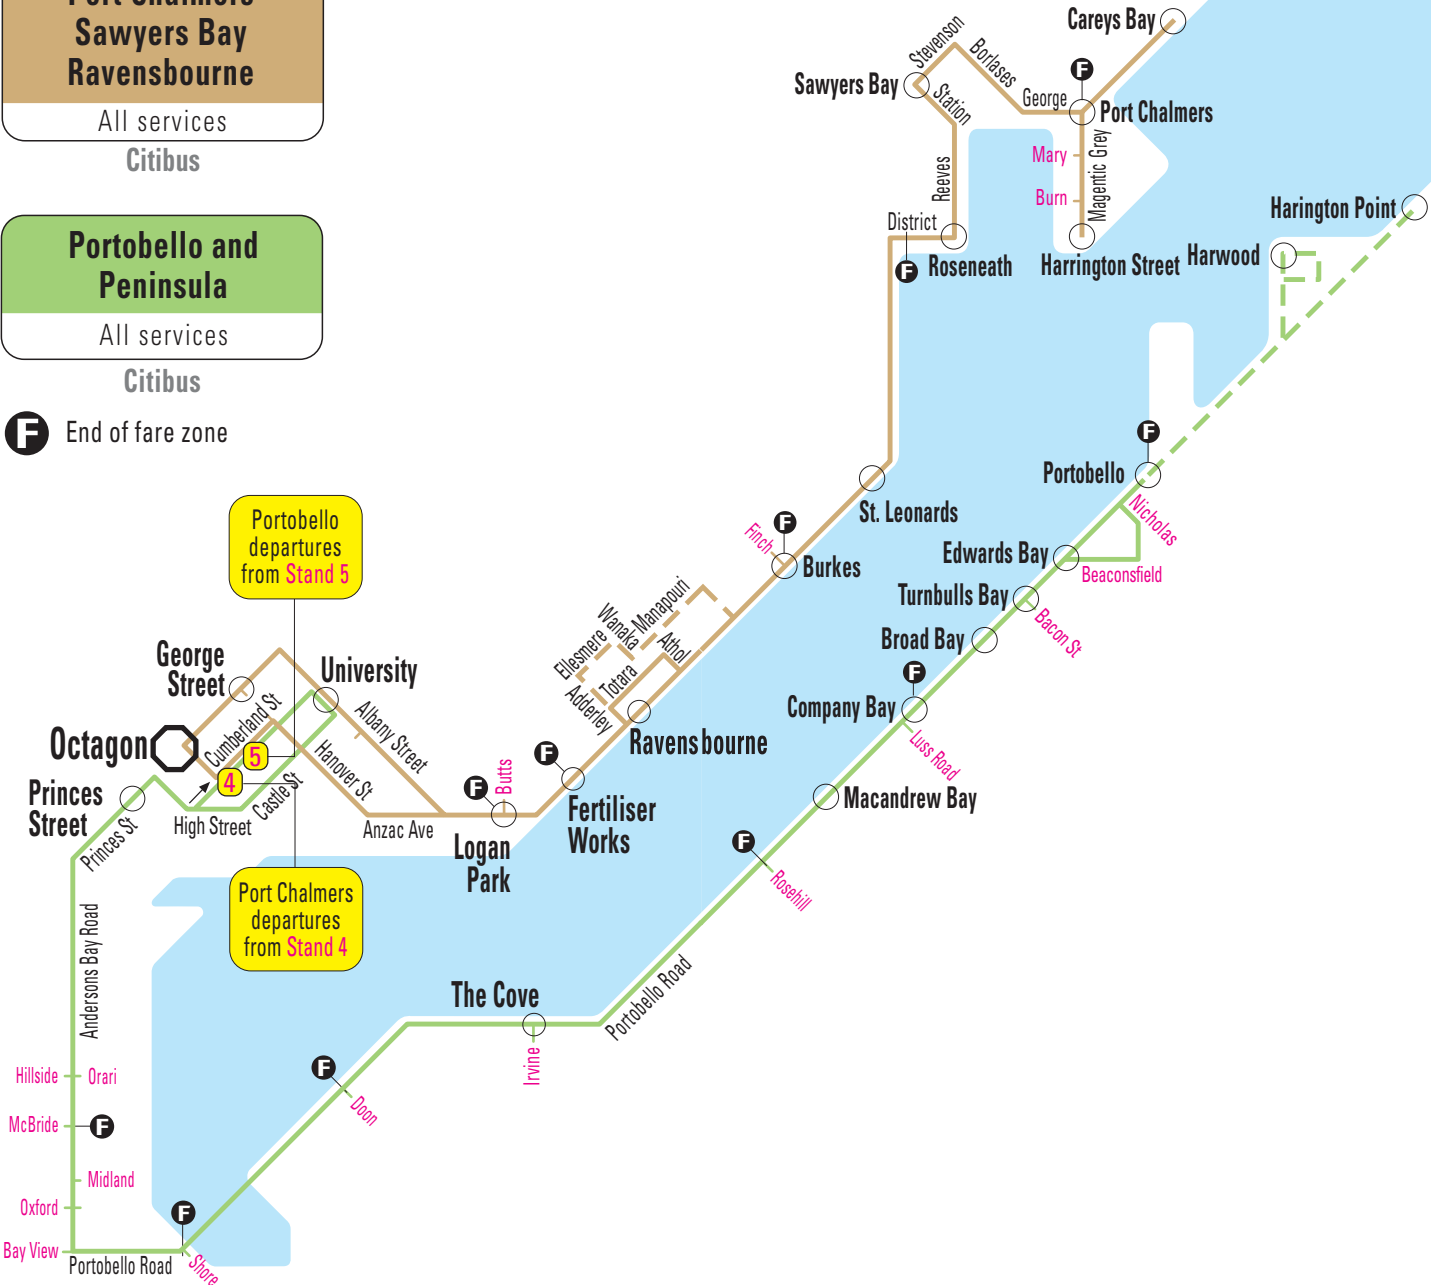 Port Chalmers
Sawyers Bay
Ravensbourne
All services
Citibus
Portobello and
Peninsula
All services
Citibus
F End of fare zone
Careys Bay
Stevenson
Borlases
F
Sawyers Bay
Station
George
Port Chalmers
Mary
Magentic Grey
Burn
Reeves
District
F
Roseneath
Harrington Street
Harwood
Harington Point
F
Portobello
Nicholas
St. Leonards
Edwards Bay
Beaconsfield
Finch
F
Burkes
Turnbulls Bay
Bacon St
Broad Bay
F
Company Bay
Luss Road
Macandrew Bay
Portobello
departures
from Stand 5
George
Street
University
Ellesmere
Wanaka
Manapouri
Athol
Totara
Adderley
Ravensbourne
Octagon
Cumberland St
Albany Street
5
4
Hanover St
Castle St
Princes
Street
Princes St
High Street
Anzac Ave
F
Butts
F
Logan
Park
Fertiliser
Works
Port Chalmers
departures
from Stand 4
F
Rosehill
Andersons Bay Road
The Cove
Portobello Road
Irvine
F
Doon
Hillside
Orari
McBride
F
Midland
Oxford
F
Bay View
Portobello Road
Shore